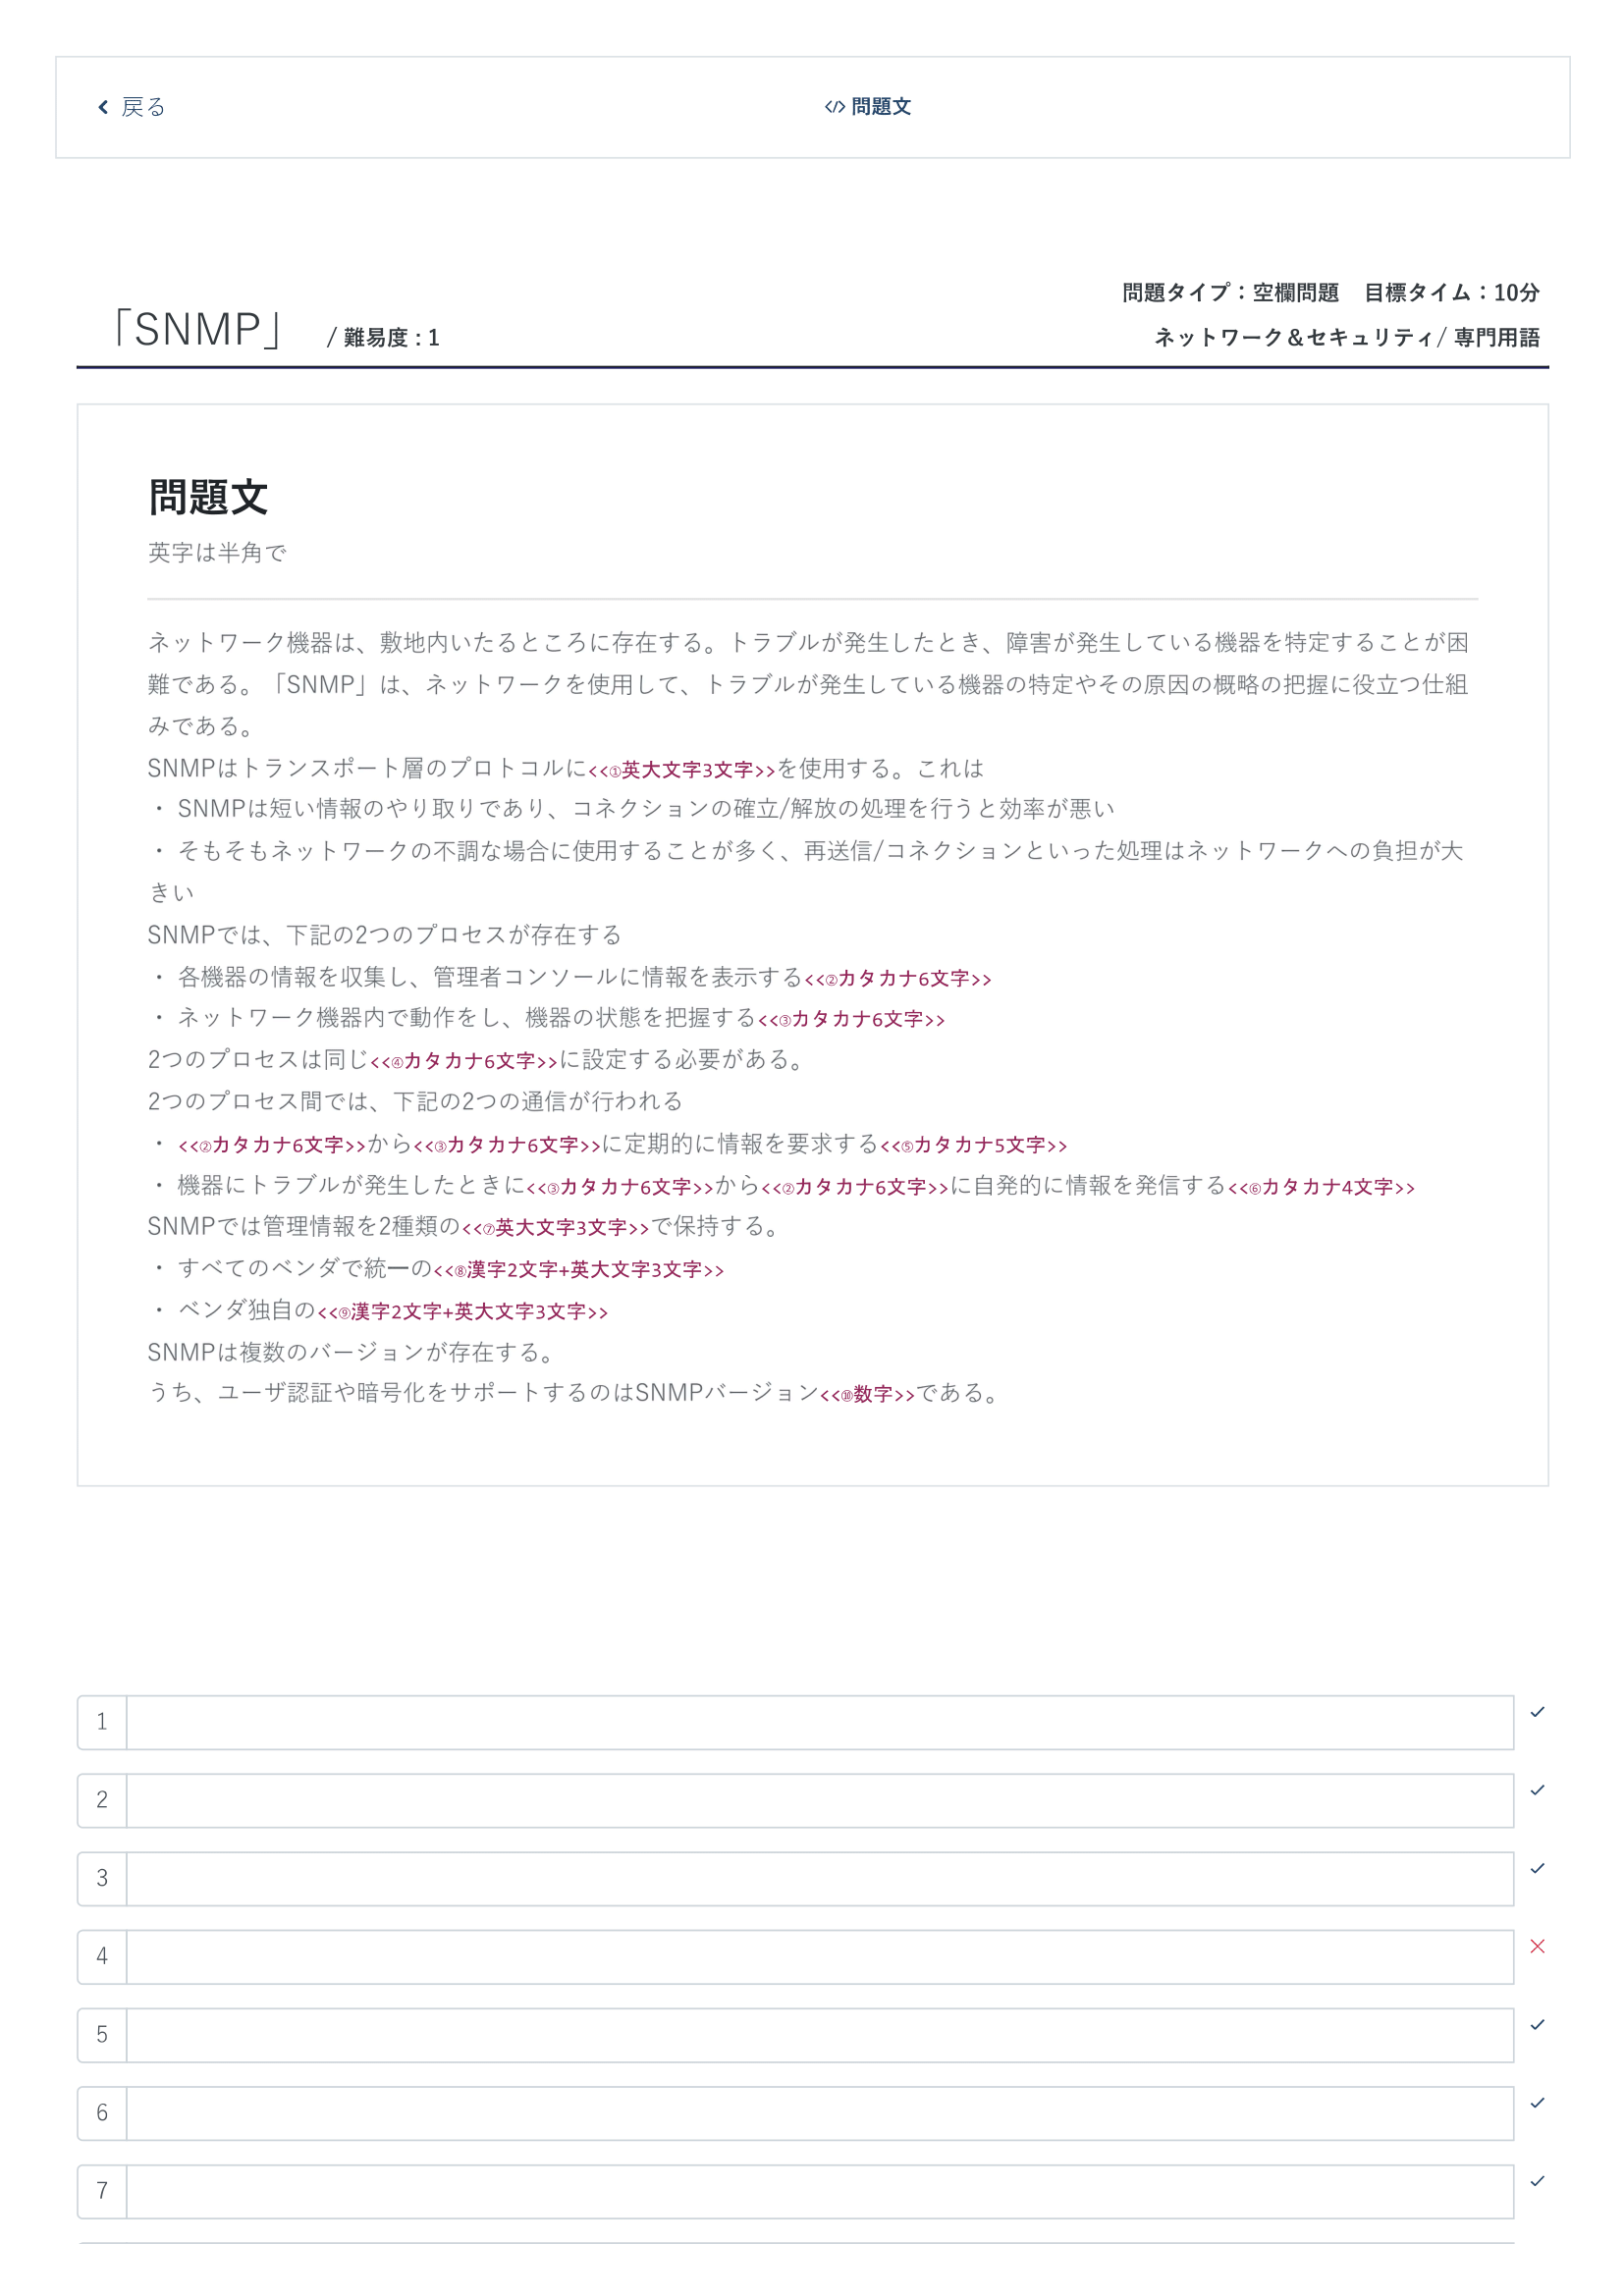 戻る
</> 問題文
問題タイプ：空欄問題　目標タイム：10分
「SNMP」 / 難易度 : 1
ネットワーク＆セキュリティ/ 専門用語
問題文
英字は半角で
ネットワーク機器は、敷地内いたるところに存在する。トラブルが発生したとき、障害が発生している機器を特定することが困
難である。「SNMP」は、ネットワークを使用して、トラブルが発生している機器の特定やその原因の概略の把握に役立つ仕組
みである。
SNMPはトランスポート層のプロトコルに<<①英大文字3文字>>を使用する。これは
・ SNMPは短い情報のやり取りであり、コネクションの確立/解放の処理を行うと効率が悪い
・ そもそもネットワークの不調な場合に使用することが多く、再送信/コネクションといった処理はネットワークへの負担が大
きい
SNMPでは、下記の2つのプロセスが存在する
・ 各機器の情報を収集し、管理者コンソールに情報を表示する<<②カタカナ6文字>>
・ ネットワーク機器内で動作をし、機器の状態を把握する<<③カタカナ6文字>>
2つのプロセスは同じ<<④カタカナ6文字>>に設定する必要がある。
2つのプロセス間では、下記の2つの通信が行われる
・ <<②カタカナ6文字>>から<<③カタカナ6文字>>に定期的に情報を要求する<<⑤カタカナ5文字>>
・ 機器にトラブルが発生したときに<<③カタカナ6文字>>から<<②カタカナ6文字>>に自発的に情報を発信する<<⑥カタカナ4文字>>
SNMPでは管理情報を2種類の<<⑦英大文字3文字>>で保持する。
・ すべてのベンダで統一の<<⑧漢字2文字+英大文字3文字>>
・ ベンダ独自の<<⑨漢字2文字+英大文字3文字>>
SNMPは複数のバージョンが存在する。
うち、ユーザ認証や暗号化をサポートするのはSNMPバージョン<<⑩数字>>である。
1
2
3
4
5
6
7